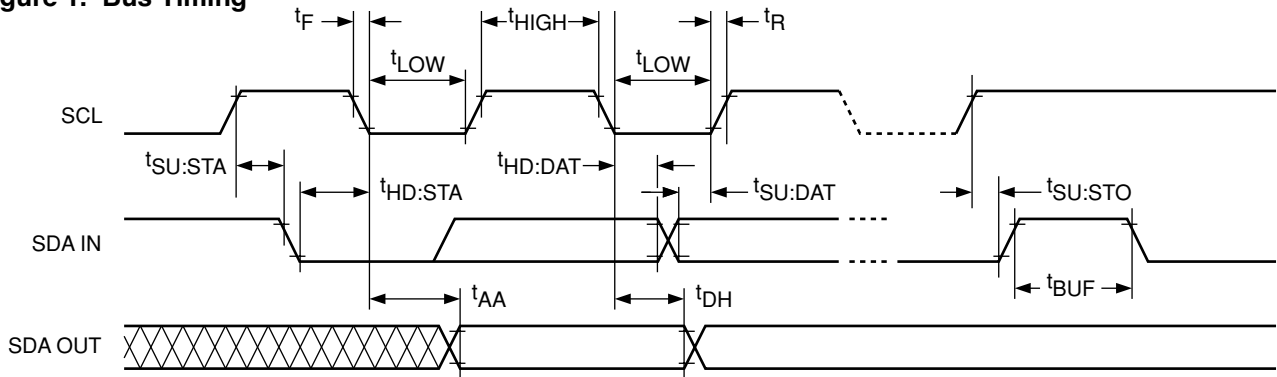 gure 1. Bus Timing
tF
tHIGH
tR
tLOW
tLOW
SCL
tSU:STA
tHD:STA
tHD:DAT
tSU:DAT
tSU:STO
SDA IN
tBUF
tAA
tDH
SDA OUT